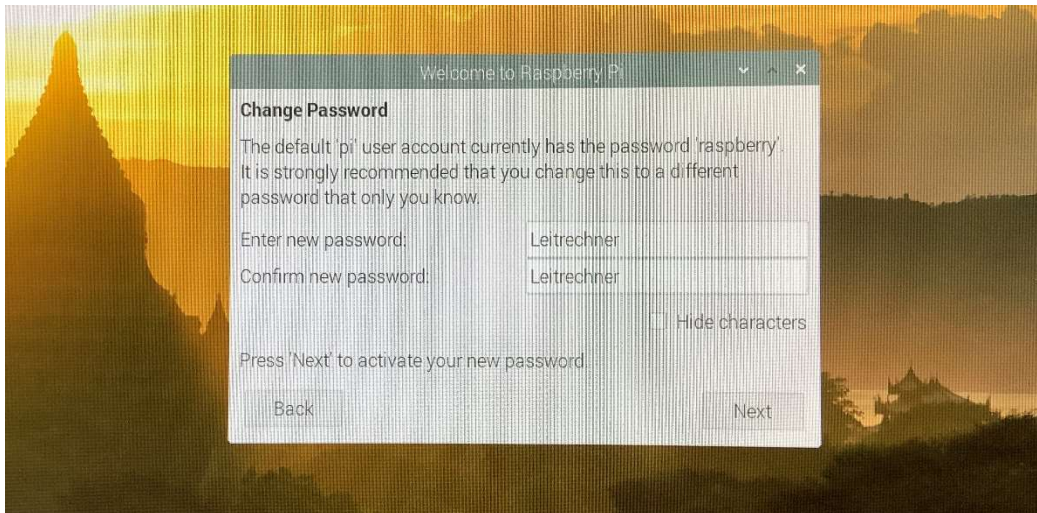 Welcome to Raspberry Pi
Change Password
The default 'pi' user account currently has the password 'raspberry'.
It is strongly recommended that you change this to a different
password that only you know.
Enter new password: Leitrechner
Confirm new password: Leitrechner
Hide characters
Press 'Next' to activate your new password.
Back Next